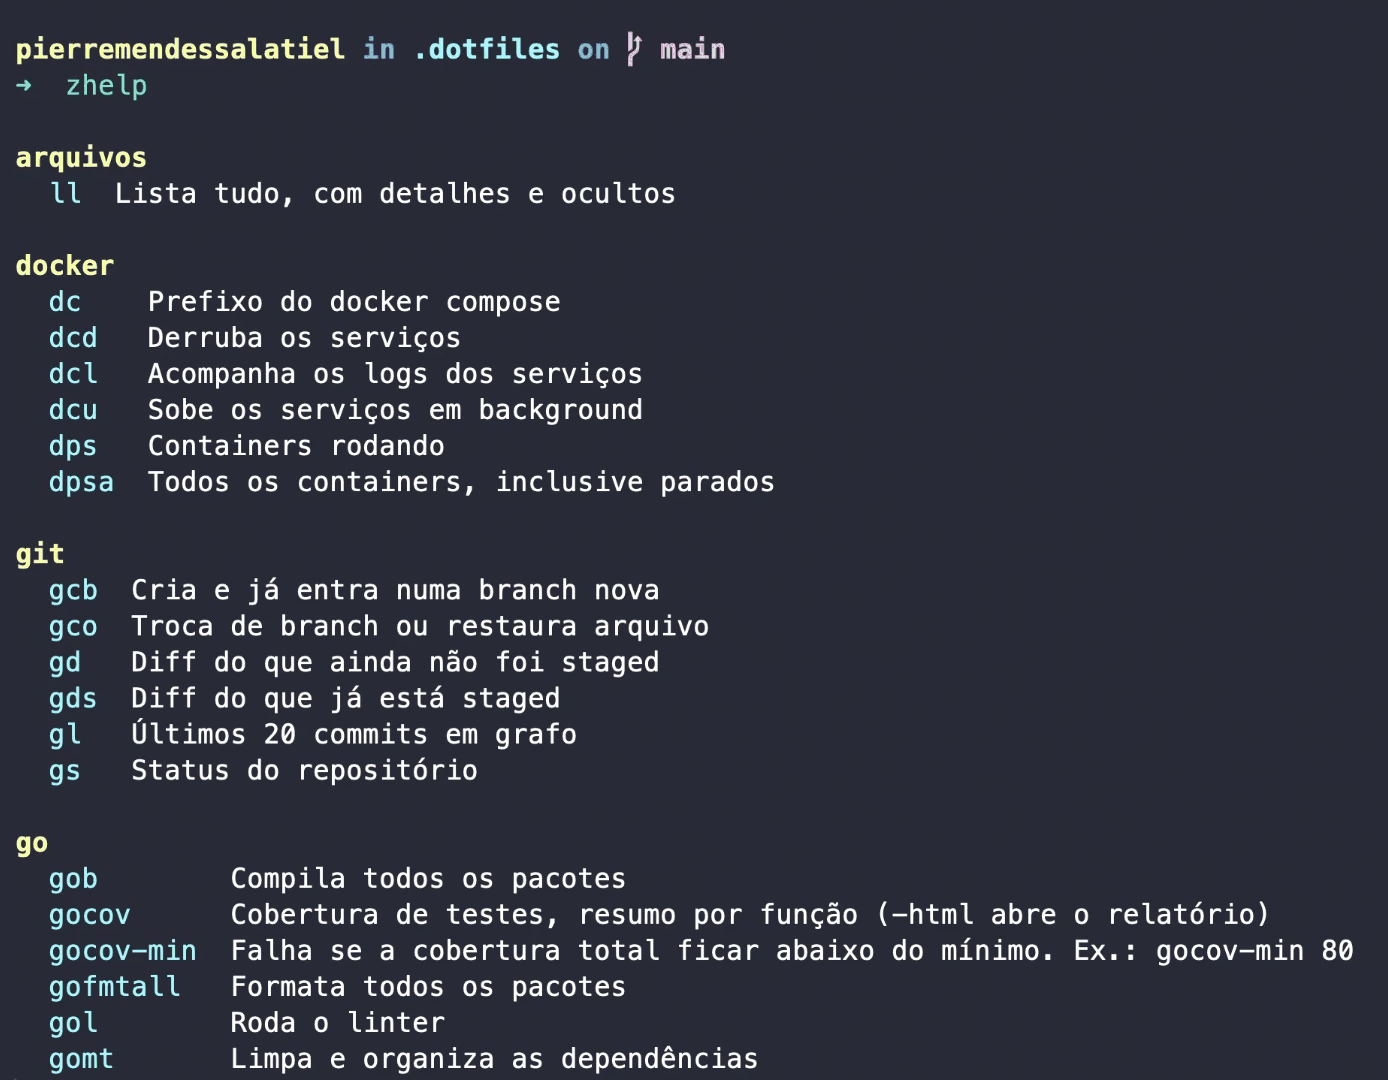 pierremendessalatiel in .dotfiles on main
→ zhelp
arquivos
ll Lista tudo, com detalhes e ocultos
docker
dc Prefixo do docker compose
dcd Derruba os serviços
dcl Acompanha os logs dos serviços
dcu Sobe os serviços em background
dps Containers rodando
dpsa Todos os containers, inclusive parados
git
gcb Cria e já entra numa branch nova
gco Troca de branch ou restaura arquivo
gd Diff do que ainda não foi staged
gds Diff do que já está staged
gl Últimos 20 commits em grafo
gs Status do repositório
go
gob Compila todos os pacotes
gocov Cobertura de testes, resumo por função (-html abre o relatório)
gocov-min Falha se a cobertura total ficar abaixo do mínimo. Ex.: gocov-min 80
gofmtall Formata todos os pacotes
gol Roda o linter
gomt Limpa e organiza as dependências